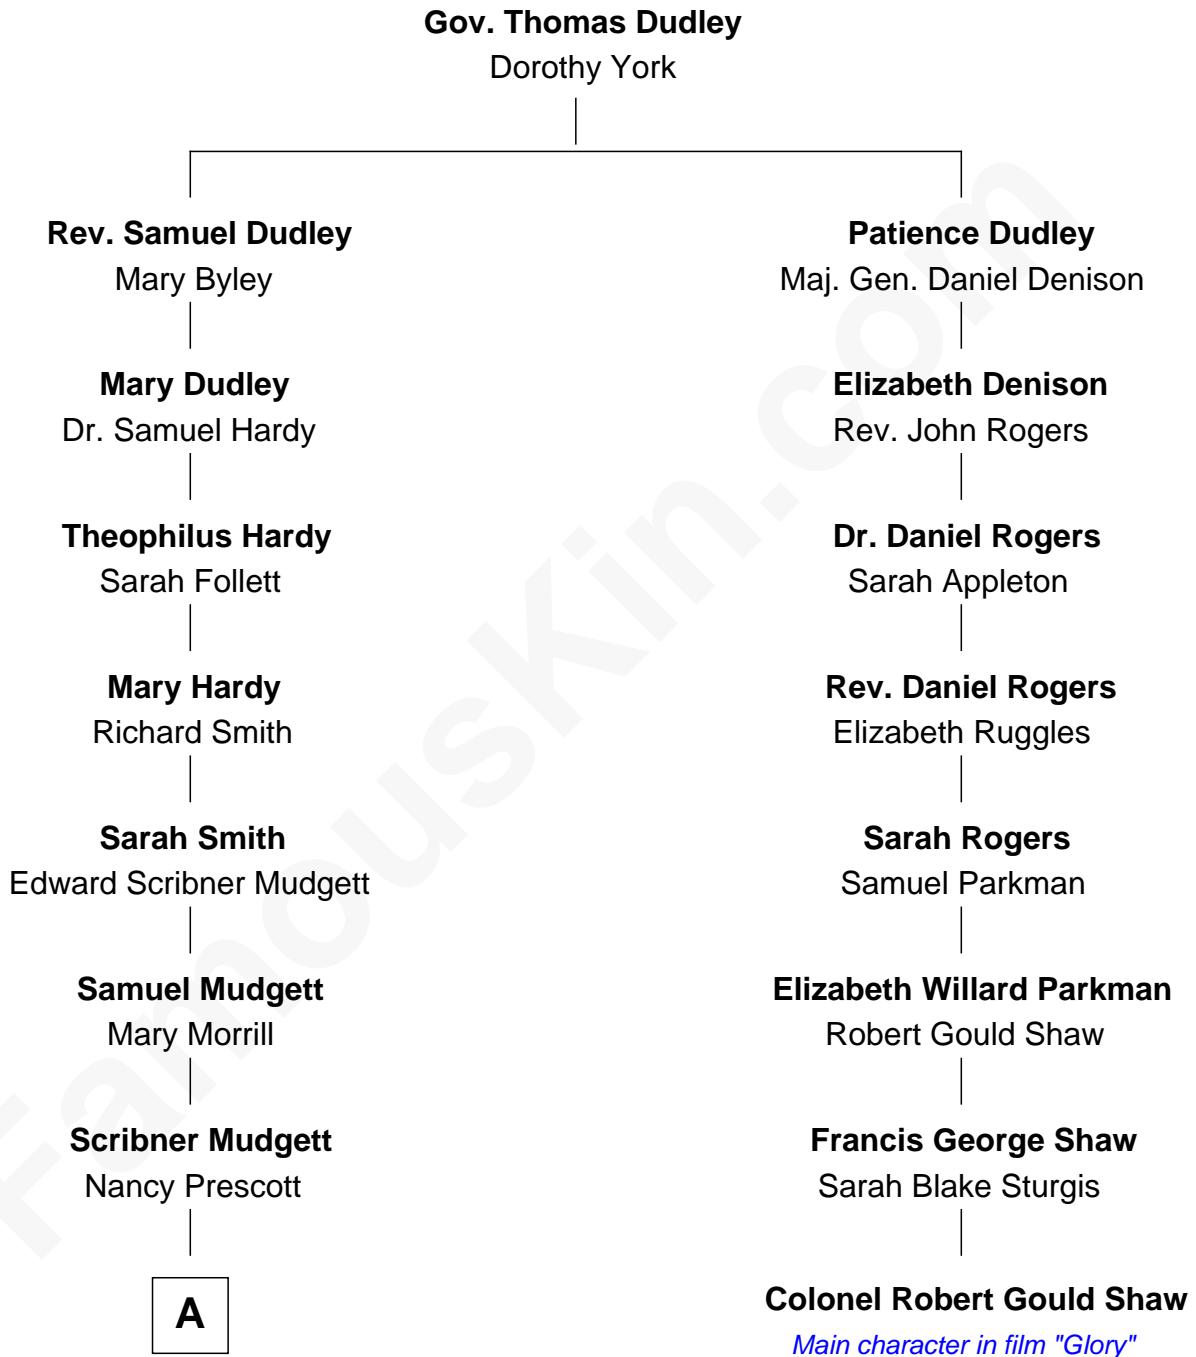 Gov. Thomas Dudley
Dorothy York
Rev. Samuel Dudley
Mary Byley
Patience Dudley
Maj. Gen. Daniel Denison
Mary Dudley
Dr. Samuel Hardy
Elizabeth Denison
Rev. John Rogers
Theophilus Hardy
Sarah Follett
Dr. Daniel Rogers
Sarah Appleton
Mary Hardy
Richard Smith
Rev. Daniel Rogers
Elizabeth Ruggles
Sarah Smith
Edward Scribner Mudgett
Sarah Rogers
Samuel Parkman
Samuel Mudgett
Mary Morrill
Elizabeth Willard Parkman
Robert Gould Shaw
Scribner Mudgett
Nancy Prescott
Francis George Shaw
Sarah Blake Sturgis
A
Colonel Robert Gould Shaw
Main character in film "Glory"
FamousKin.com